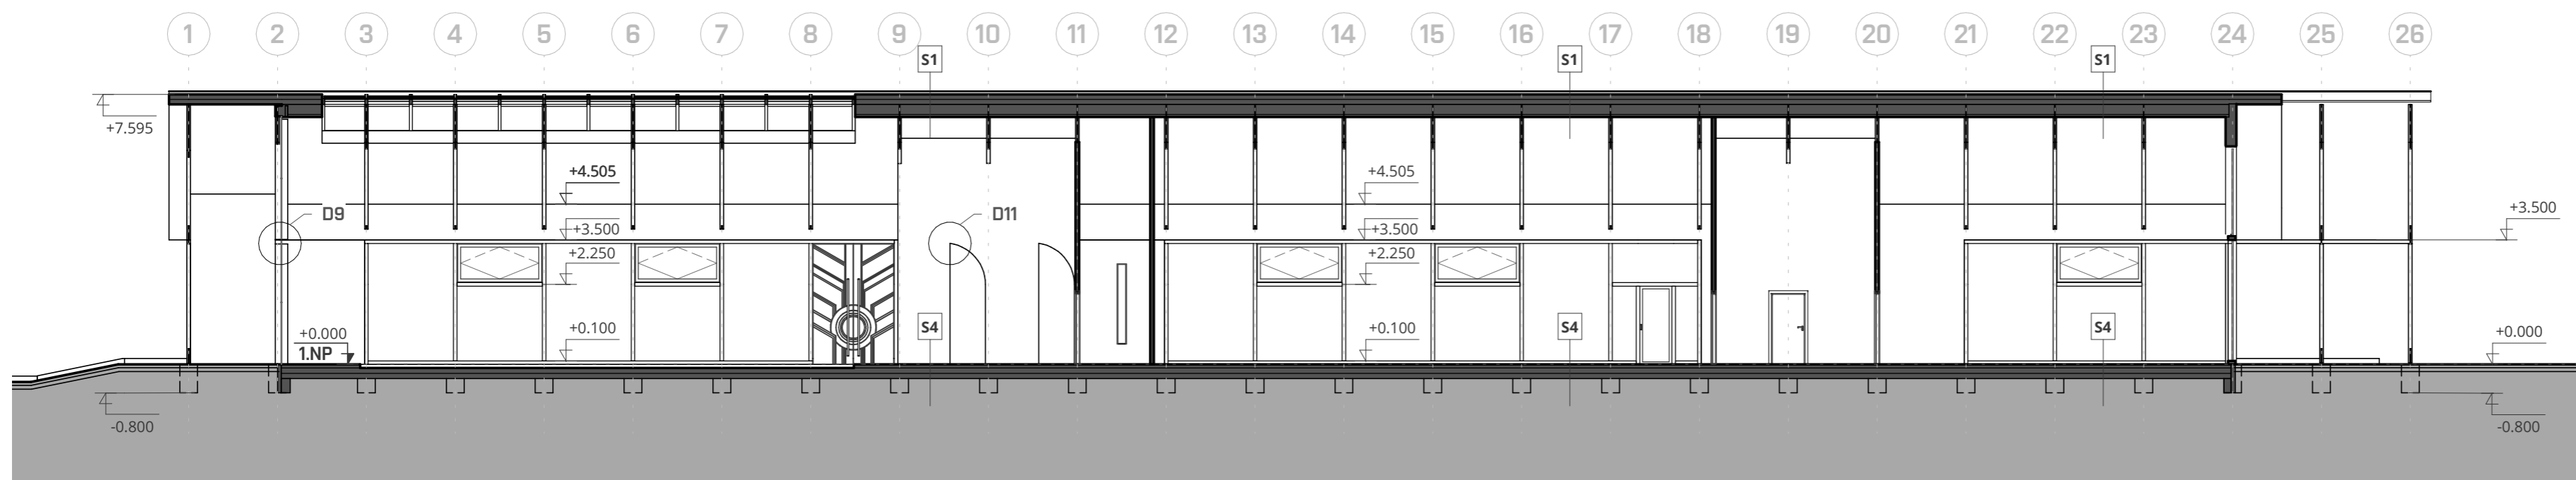 1 2 3 4 5 6 7 8 9 10 11 12 13 14 15 16 17 18 19 20 21 22 23 24 25 26
S1 S1 S1
+7.595
+4.505 +4.505
D9 D11 +3.500
+3.500 +3.500
+2.250 +2.250
+0.000 +0.100 S4 +0.100 S4 S4 +0.000
1.NP
-0.800 -0.800